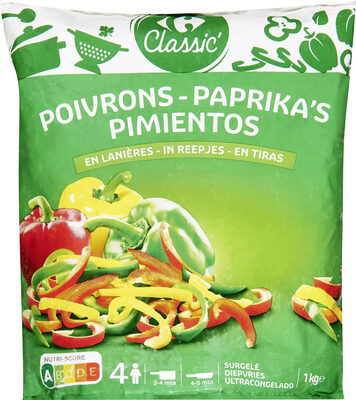 Classic'
POIVRONS - PAPRIKA'S
PIMIENTOS
EN LANIÈRES - IN REEPJES - EN TIRAS
NUTRI-SCORE
A B C D E
4
3-4 min
4-5 min
SURGELÉ
DIEPVRIES
ULTRACONGELADO
1kg e